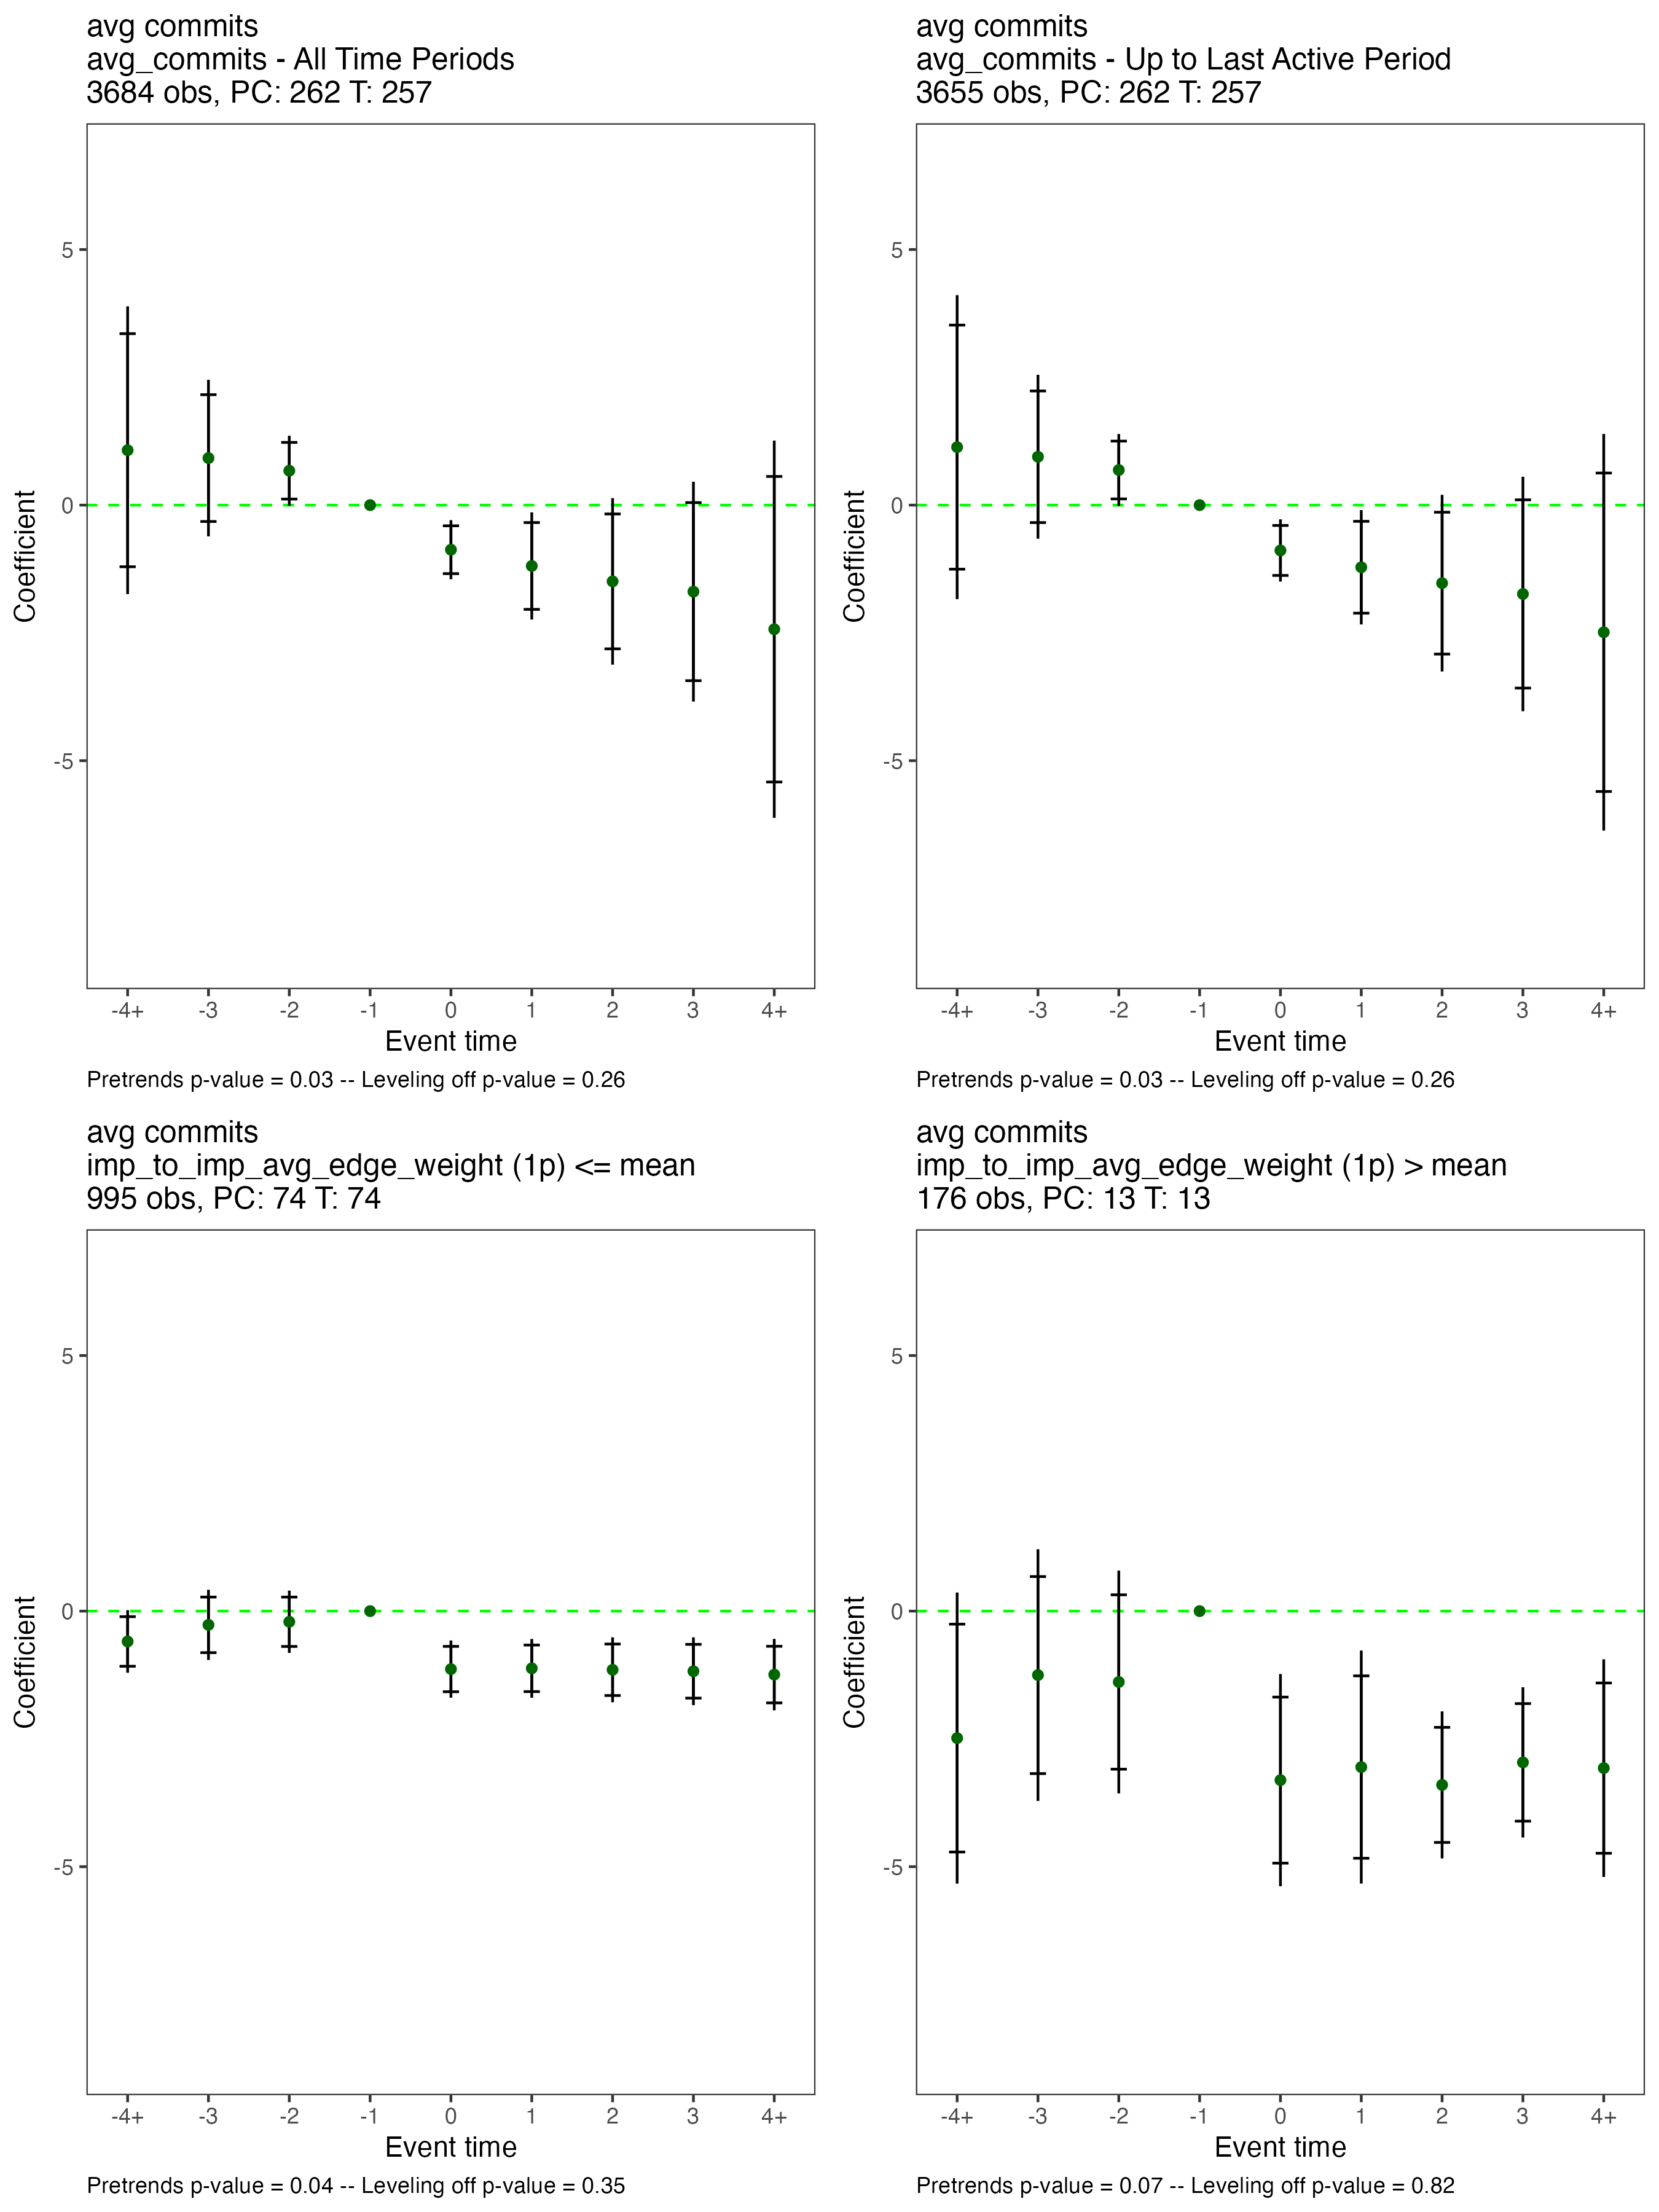 avg commits
avg_commits - All Time Periods
3684 obs, PC: 262 T: 257
5
0
-5
Coefficient
-4+ -3 -2 -1 0 1 2 3 4+
Event time
Pretrends p-value = 0.03 -- Leveling off p-value = 0.26
avg commits
avg_commits - Up to Last Active Period
3655 obs, PC: 262 T: 257
5
0
-5
Coefficient
-4+ -3 -2 -1 0 1 2 3 4+
Event time
Pretrends p-value = 0.03 -- Leveling off p-value = 0.26
avg commits
imp_to_imp_avg_edge_weight (1p) <= mean
995 obs, PC: 74 T: 74
5
0
-5
Coefficient
-4+ -3 -2 -1 0 1 2 3 4+
Event time
Pretrends p-value = 0.04 -- Leveling off p-value = 0.35
avg commits
imp_to_imp_avg_edge_weight (1p) > mean
176 obs, PC: 13 T: 13
5
0
-5
Coefficient
-4+ -3 -2 -1 0 1 2 3 4+
Event time
Pretrends p-value = 0.07 -- Leveling off p-value = 0.82